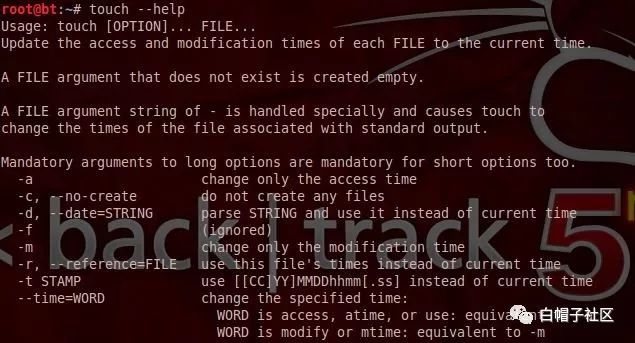 root@bt:~# touch --help
Usage: touch [OPTION]... FILE...
Update the access and modification times of each FILE to the current time.
A FILE argument that does not exist is created empty.
A FILE argument string of - is handled specially and causes touch to
change the times of the file associated with standard output.
Mandatory arguments to long options are mandatory for short options too.
-a change only the access time
-c, --no-create do not create any files
-d, --date=STRING parse STRING and use it instead of current time
-f (ignored)
-m change only the modification time
-r, --reference=FILE use this file's times instead of current time
-t STAMP use [[CC]YY]MMDDhhmm[.ss] instead of current time
--time=WORD change the specified time:
WORD is access, atime, or use:
WORD is modify or mtime: equivalent to -m
<< back | track 5
白帽子社区